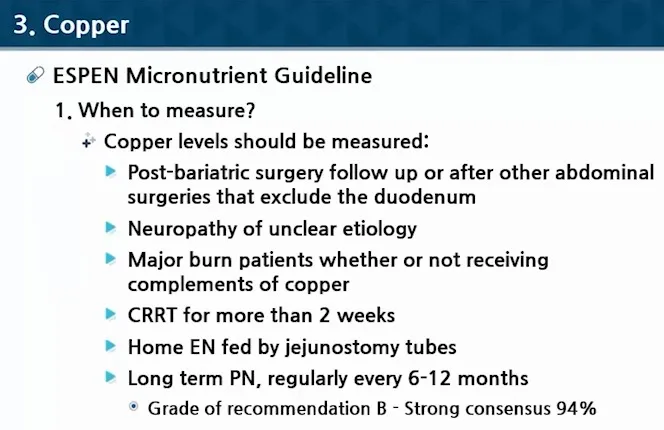 3. Copper
ESPEN Micronutrient Guideline
1. When to measure?
Copper levels should be measured:
Post-bariatric surgery follow up or after other abdominal
surgeries that exclude the duodenum
Neuropathy of unclear etiology
Major burn patients whether or not receiving
complements of copper
CRRT for more than 2 weeks
Home EN fed by jejunostomy tubes
Long term PN, regularly every 6-12 months
Grade of recommendation B - Strong consensus 94%